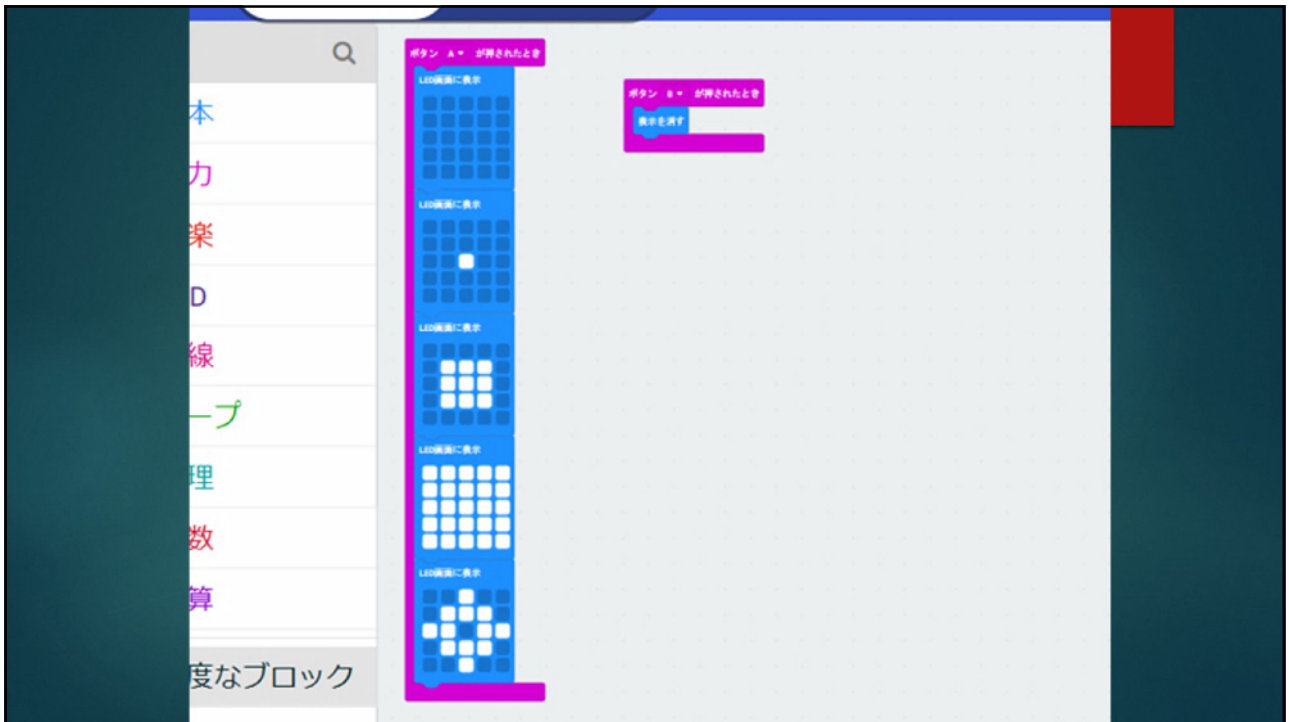 本
力
楽
D
線
ープ
理
数
算
度なブロック
ボタン A が押されたとき
LED画面に表示
LED画面に表示
LED画面に表示
LED画面に表示
LED画面に表示
ボタン B が押されたとき
表示を消す